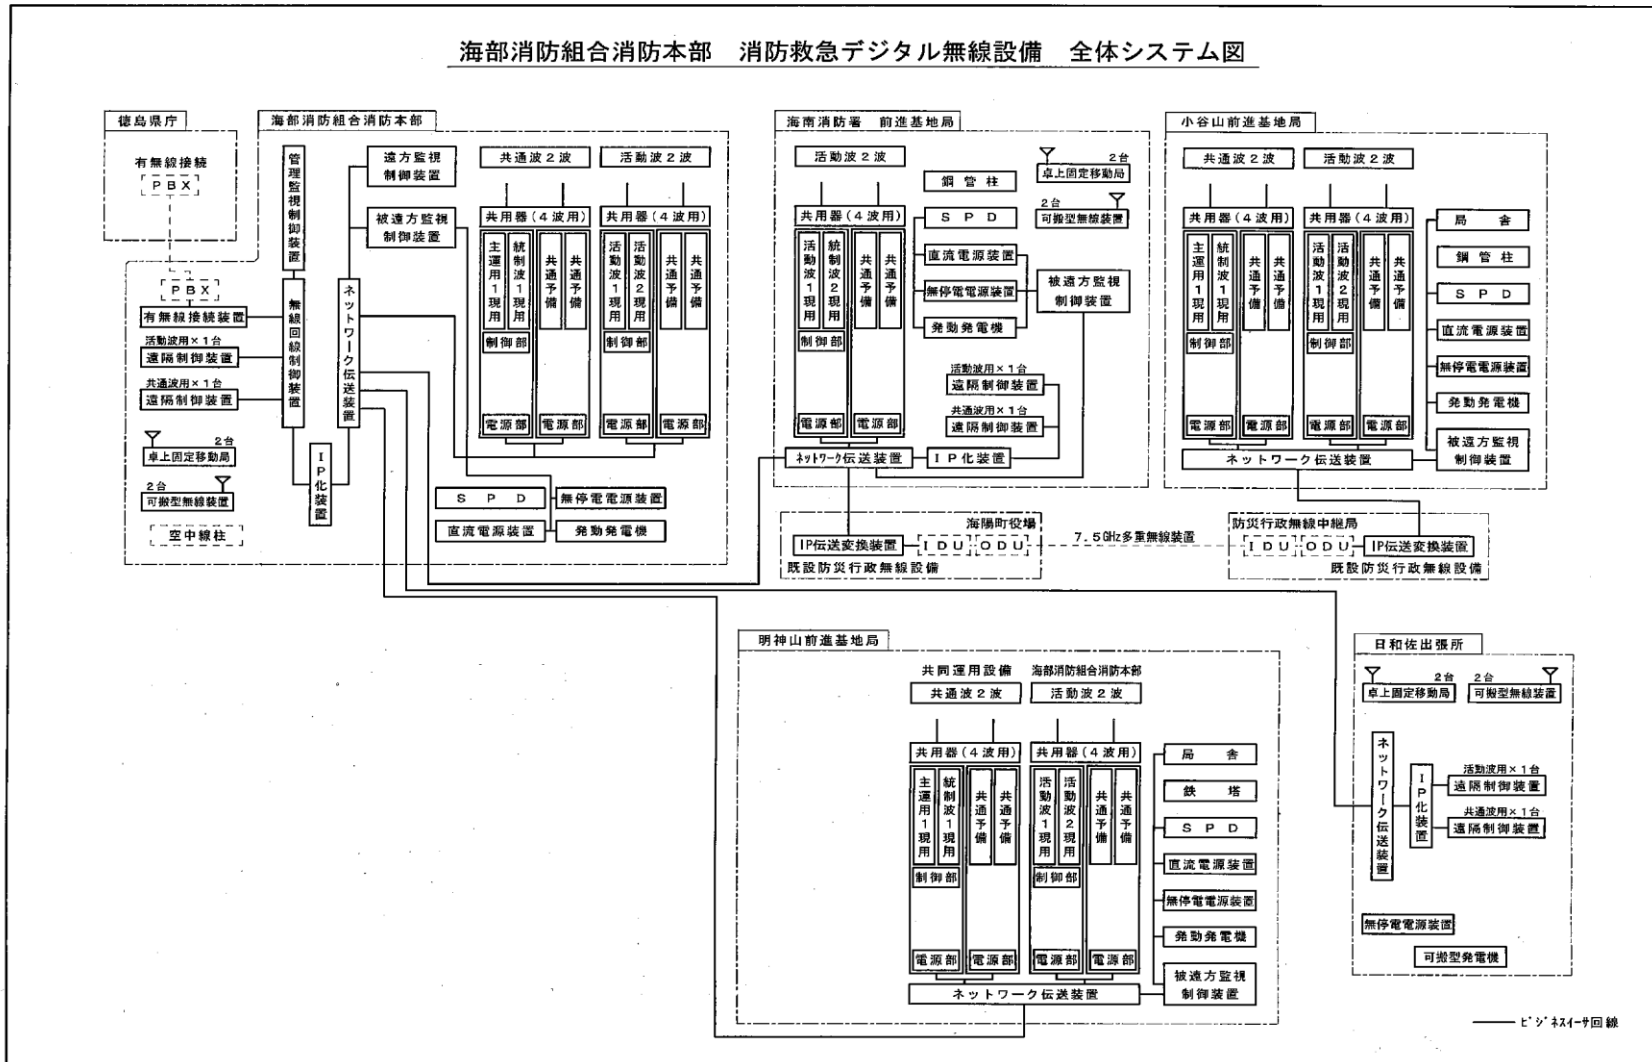 海部消防組合消防本部　消防救急デジタル無線設備　全体システム図
徳島県庁
有無線接続
PBX
海部消防組合消防本部
管理監視制御装置
遠方監視
制御装置
被遠方監視
制御装置
共通波2波
活動波2波
共用器(4波用)
共用器(4波用)
主運用1現用
統制波1現用
共通予備
共通予備
活動波1現用
活動波2現用
共通予備
共通予備
制御部
制御部
電源部
電源部
電源部
電源部
PBX
有無線接続装置
活動波用×1台
遠隔制御装置
共通波用×1台
遠隔制御装置
無線回線制御装置
ネットワーク伝送装置
IP化装置
2台
卓上固定移動局
2台
可搬型無線装置
空中線柱
SPD
無停電電源装置
直流電源装置
発動発電機
海南消防署　前進基地局
活動波2波
共用器(4波用)
活動波1現用
統制波2現用
共通予備
共通予備
制御部
電源部
電源部
鋼管柱
SPD
直流電源装置
無停電電源装置
発動発電機
2台
卓上固定移動局
2台
可搬型無線装置
被遠方監視
制御装置
活動波用×1台
遠隔制御装置
共通波用×1台
遠隔制御装置
ネットワーク伝送装置
IP化装置
小谷山前進基地局
共通波2波
活動波2波
共用器(4波用)
共用器(4波用)
主運用1現用
統制波1現用
共通予備
共通予備
活動波1現用
活動波2現用
共通予備
共通予備
制御部
制御部
電源部
電源部
電源部
電源部
局舎
鋼管柱
SPD
直流電源装置
無停電電源装置
発動発電機
被遠方監視
制御装置
ネットワーク伝送装置
海陽町役場
IP伝送変換装置
IDU
ODU
既設防災行政無線設備
7.5GHz多重無線装置
防災行政無線中継局
IDU
ODU
IP伝送変換装置
既設防災行政無線設備
明神山前進基地局
共同運用設備
海部消防組合消防本部
共通波2波
活動波2波
共用器(4波用)
共用器(4波用)
主運用1現用
統制波1現用
共通予備
共通予備
活動波1現用
活動波2現用
共通予備
共通予備
制御部
制御部
電源部
電源部
電源部
電源部
局舎
鉄塔
SPD
直流電源装置
無停電電源装置
発動発電機
被遠方監視
制御装置
ネットワーク伝送装置
日和佐出張所
2台
卓上固定移動局
2台
可搬型無線装置
ネットワーク伝送装置
IP化装置
活動波用×1台
遠隔制御装置
共通波用×1台
遠隔制御装置
無停電電源装置
可搬型発電機
ビジネスイーサ回線